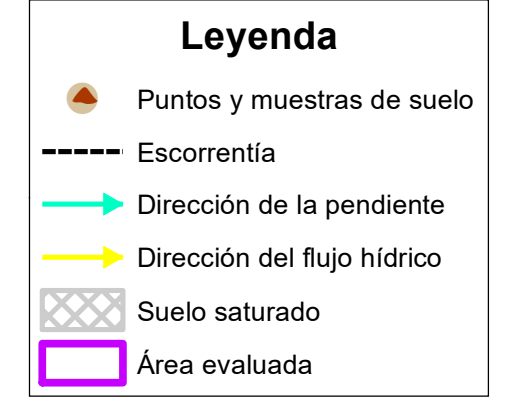 Leyenda
Puntos y muestras de suelo
Escorrentía
Dirección de la pendiente
Dirección del flujo hídrico
Suelo saturado
Área evaluada